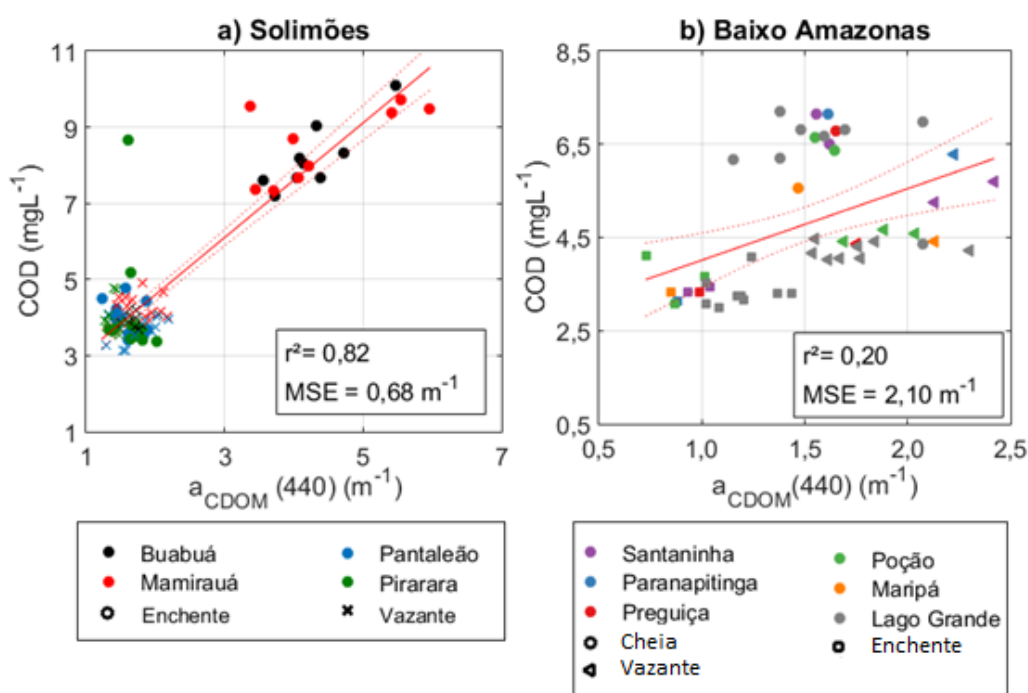 a) Solimões
11
9
7
5
3
1
COD (mgL⁻¹)
r²= 0,82
MSE = 0,68 m⁻¹
1 3 5 7
a_CDOM (440) (m⁻¹)
Buabuá Pantaleão
Mamirauá Pirarara
Enchente Vazante
b) Baixo Amazonas
8,5
6,5
4,5
2,5
0,5
COD (mgL⁻¹)
r²= 0,20
MSE = 2,10 m⁻¹
0,5 1,0 1,5 2,0 2,5
a_CDOM(440) (m⁻¹)
Santaninha Poção
Paranapitinga Maripá
Preguiça Lago Grande
Cheia Enchente
Vazante